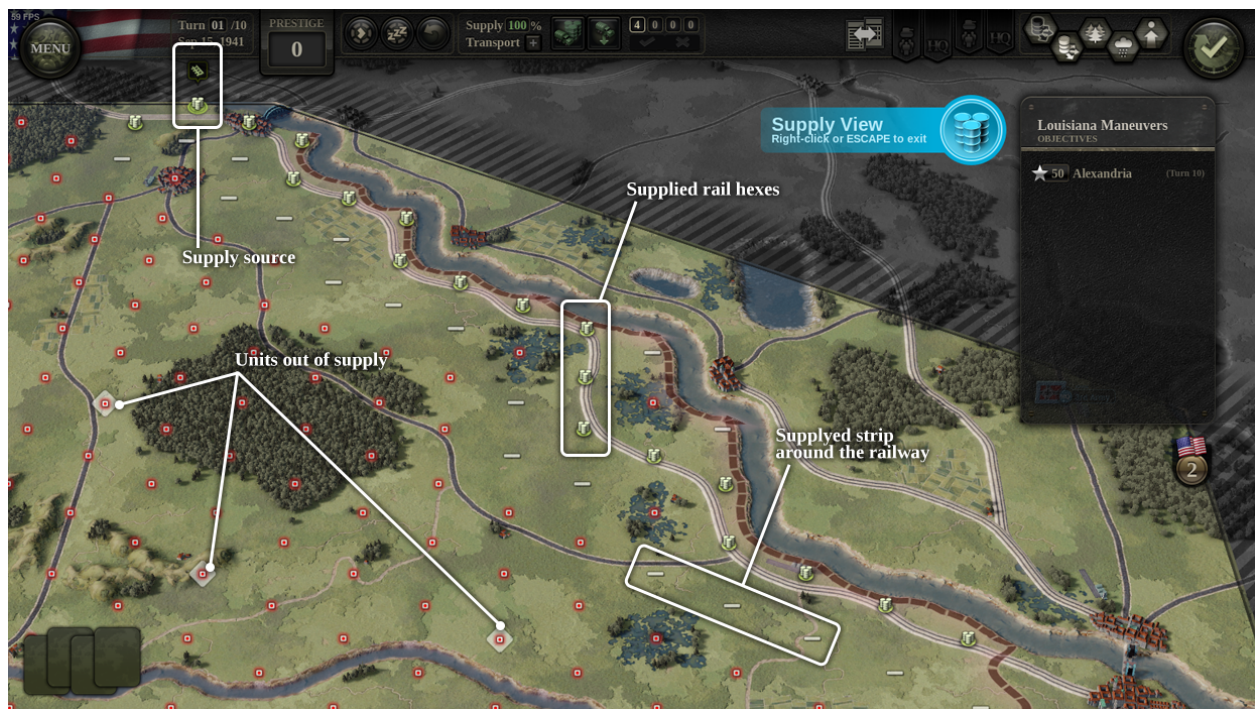 59 FPS
MENU
Turn 01 /10
Sep 15, 1941
PRESTIGE
0
zzz
Supply 100 %
Transport +
4 0 0 0
HQ
HQ
Supply View
Right-click or ESCAPE to exit
Louisiana Maneuvers
OBJECTIVES
50 Alexandria (Turn 10)
Supplied rail hexes
Supply source
Units out of supply
Supplyed strip
around the railway
2